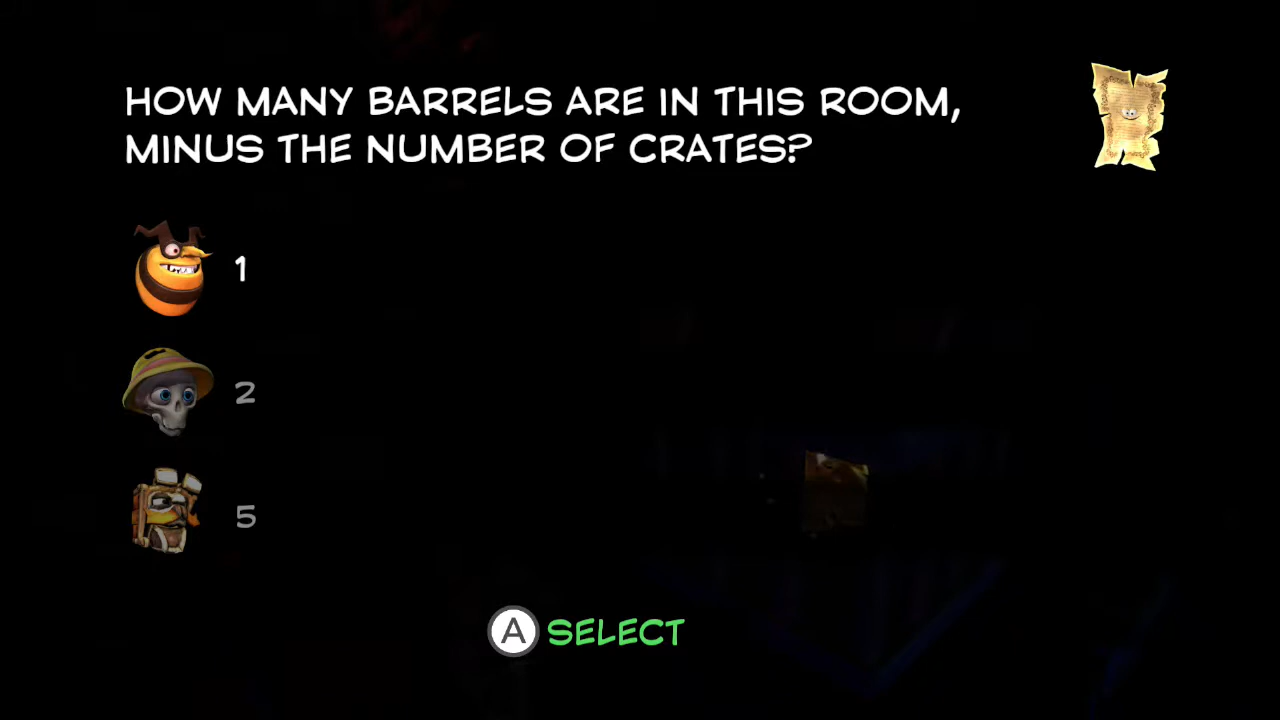 HOW MANY BARRELS ARE IN THIS ROOM,
MINUS THE NUMBER OF CRATES?
1
2
5
A SELECT